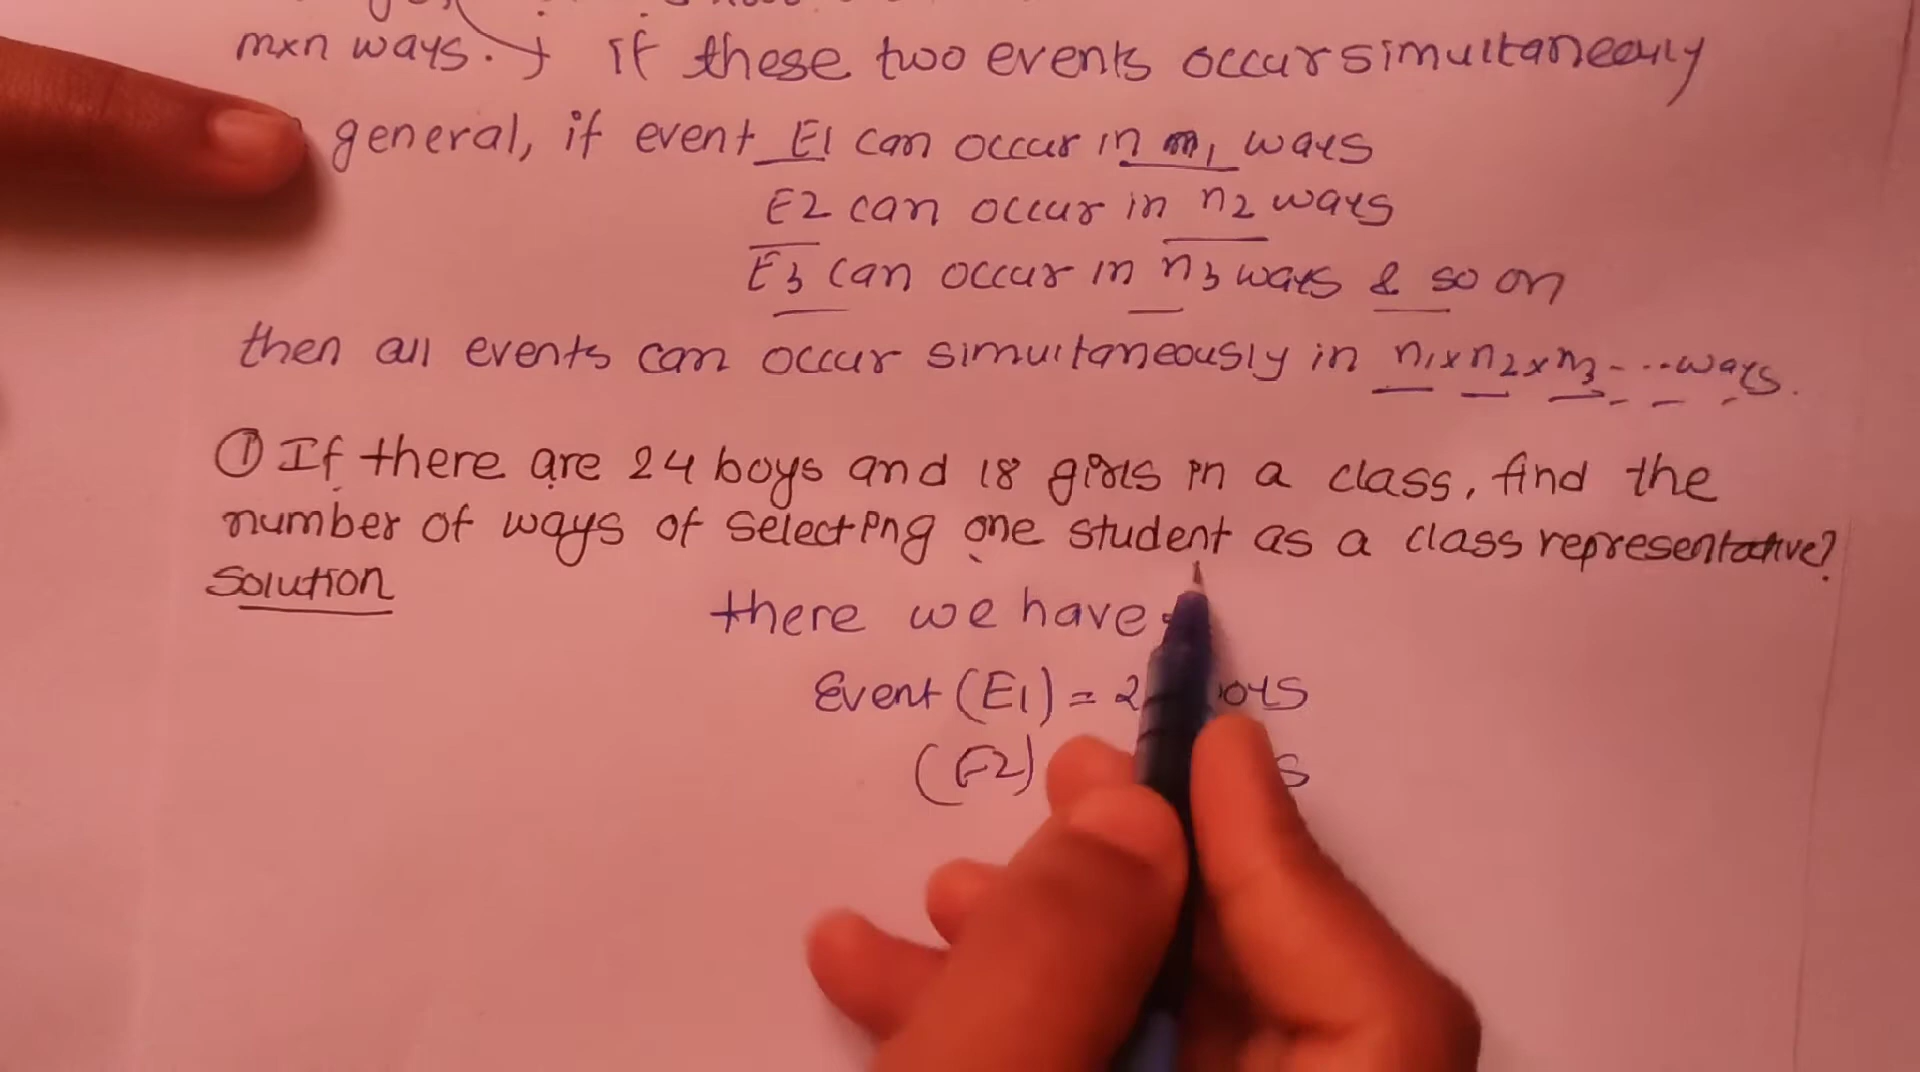 mxn ways. if these two events occur simultaneously
general, if event E1 can occur in m1 ways
E2 can occur in n2 ways
E3 can occur in n3 ways & so on
then all events can occur simultaneously in n1 x n2 x n3 - ... ways.
① If there are 24 boys and 18 girls in a class, find the
number of ways of selecting one student as a class representative?
Solution
there we have
Event (E1) = 2
(E2)